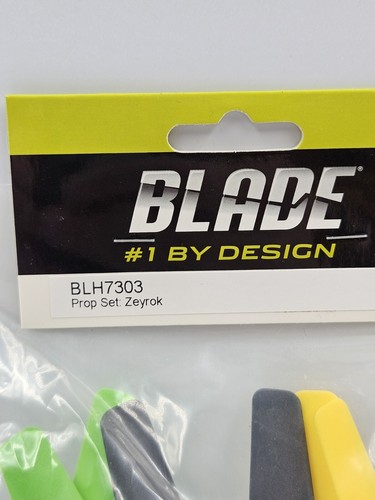 BLADE®
#1 BY DESIGN
BLH7303
Prop Set: Zeyrok